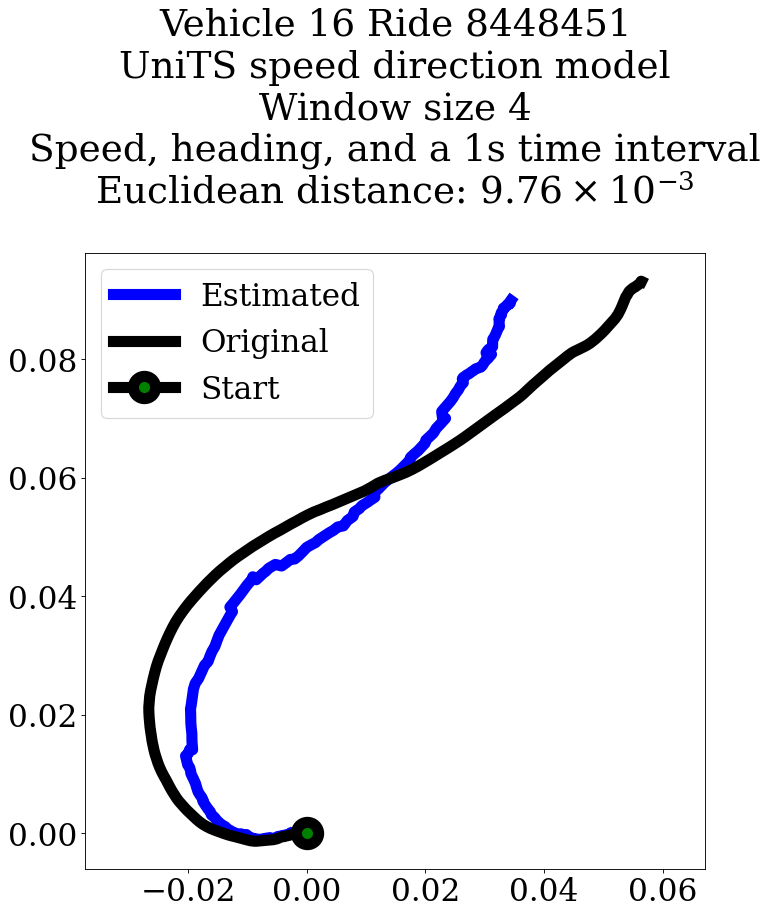 Vehicle 16 Ride 8448451
UniTS speed direction model
Window size 4
Speed, heading, and a 1s time interval
Euclidean distance: 9.76 × 10⁻³
Estimated
Original
Start
0.08
0.06
0.04
0.02
0.00
−0.02 0.00 0.02 0.04 0.06